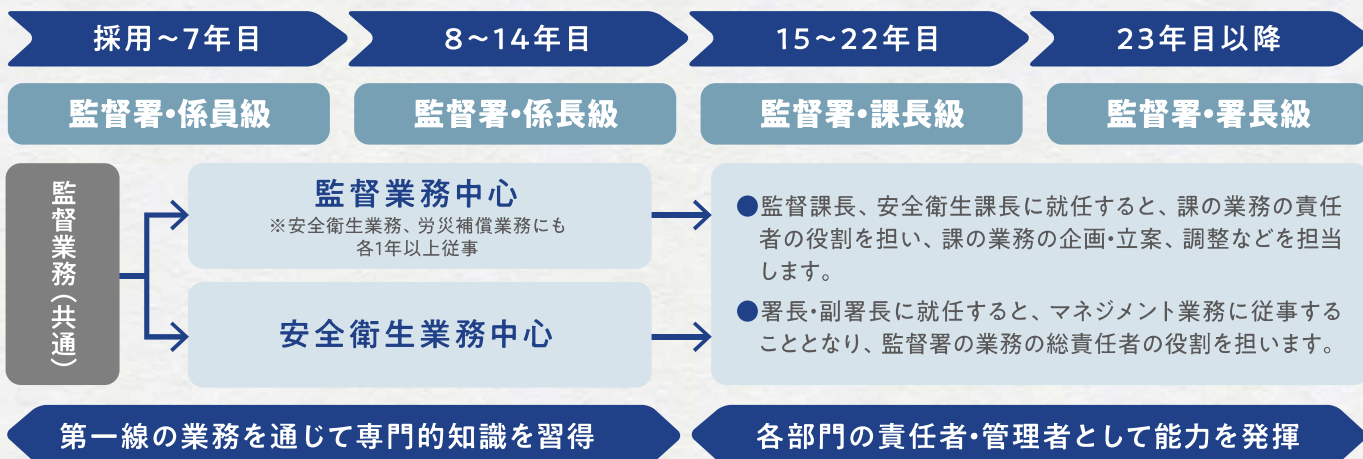 採用～7年目
8～14年目
15～22年目
23年目以降
監督署・係員級
監督署・係長級
監督署・課長級
監督署・署長級
監督業務（共通）
監督業務中心
※安全衛生業務、労災補償業務にも
各1年以上従事
安全衛生業務中心
●監督課長、安全衛生課長に就任すると、課の業務の責任
者の役割を担い、課の業務の企画・立案、調整などを担当
します。
●署長・副署長に就任すると、マネジメント業務に従事する
こととなり、監督署の業務の総責任者の役割を担います。
第一線の業務を通じて専門的知識を習得
各部門の責任者・管理者として能力を発揮